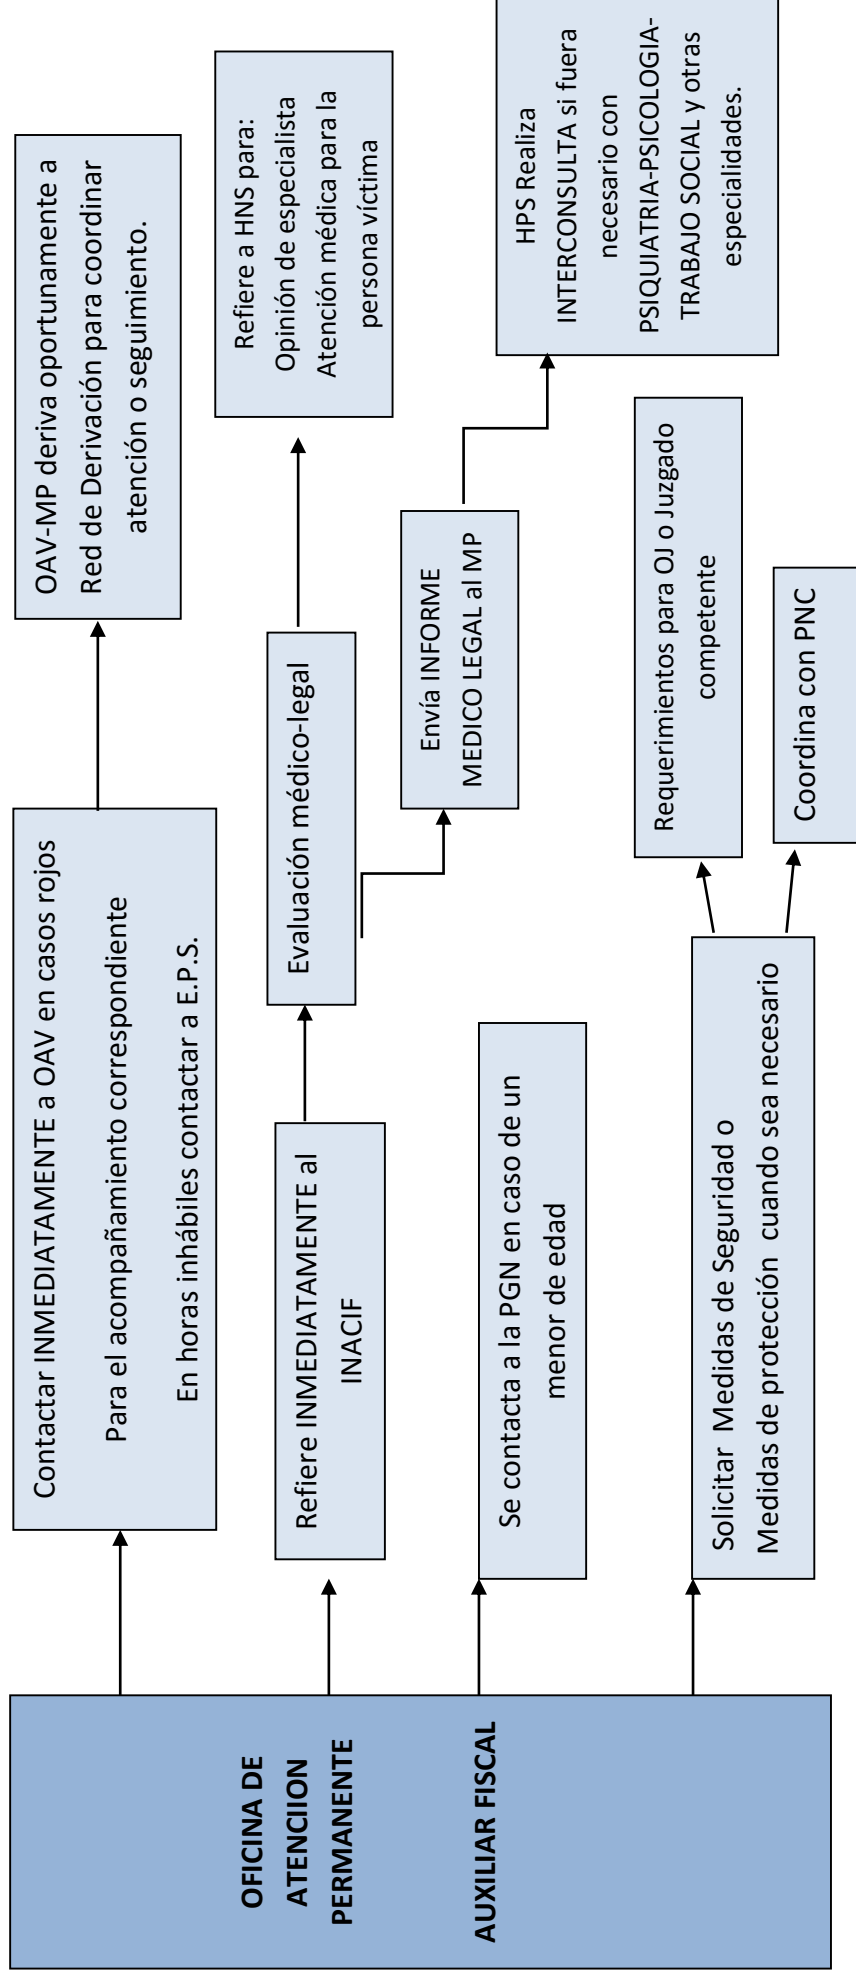 OFICINA DE
ATENCIION
PERMANENTE
AUXILIAR FISCAL
Contactar INMEDIATAMENTE a OAV en casos rojos
Para el acompañamiento correspondiente
En horas inhábiles contactar a E.P.S.
OAV-MP deriva oportunamente a
Red de Derivación para coordinar
atención o seguimiento.
Refiere INMEDIATAMENTE al
INACIF
Evaluación médico-legal
Refiere a HNS para:
Opinión de especialista
Atención médica para la
persona víctima
Envía INFORME
MEDICO LEGAL al MP
HPS Realiza
INTERCONSULTA si fuera
necesario con
PSIQUIATRIA-PSICOLOGIA-
TRABAJO SOCIAL y otras
especialidades.
Se contacta a la PGN en caso de un
menor de edad
Solicitar  Medidas de Seguridad o
Medidas de protección  cuando sea necesario
Requerimientos para OJ o Juzgado
competente
Coordina con PNC